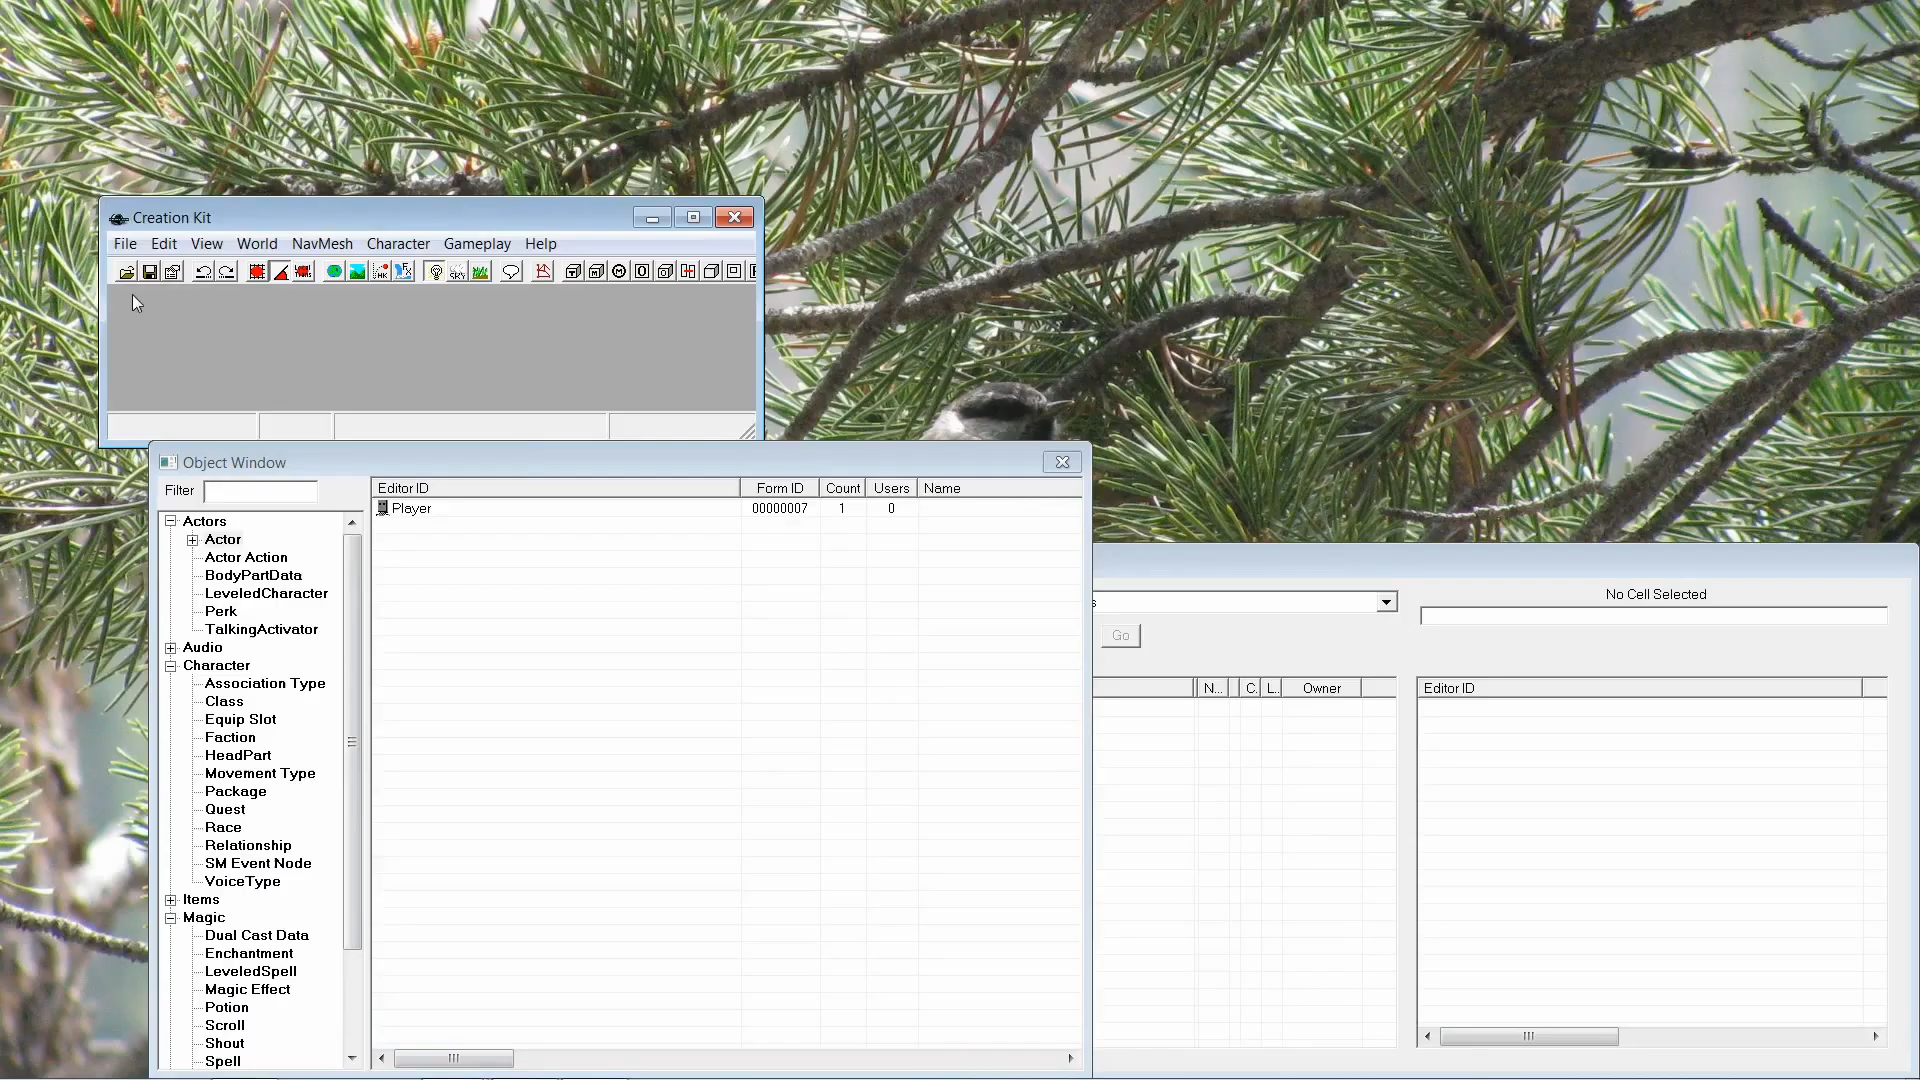 Creation Kit
File Edit View World NavMesh Character Gameplay Help
Object Window
Filter
Editor ID Form ID Count Users Name
Player 00000007 1 0
Actors
Actor
Actor Action
BodyPartData
LeveledCharacter
Perk
TalkingActivator
Audio
Character
Association Type
Class
Equip Slot
Faction
HeadPart
Movement Type
Package
Quest
Race
Relationship
SM Event Node
VoiceType
Items
Magic
Dual Cast Data
Enchantment
LeveledSpell
Magic Effect
Potion
Scroll
Shout
Spell
s
Go
N... C. L.. Owner
No Cell Selected
Editor ID